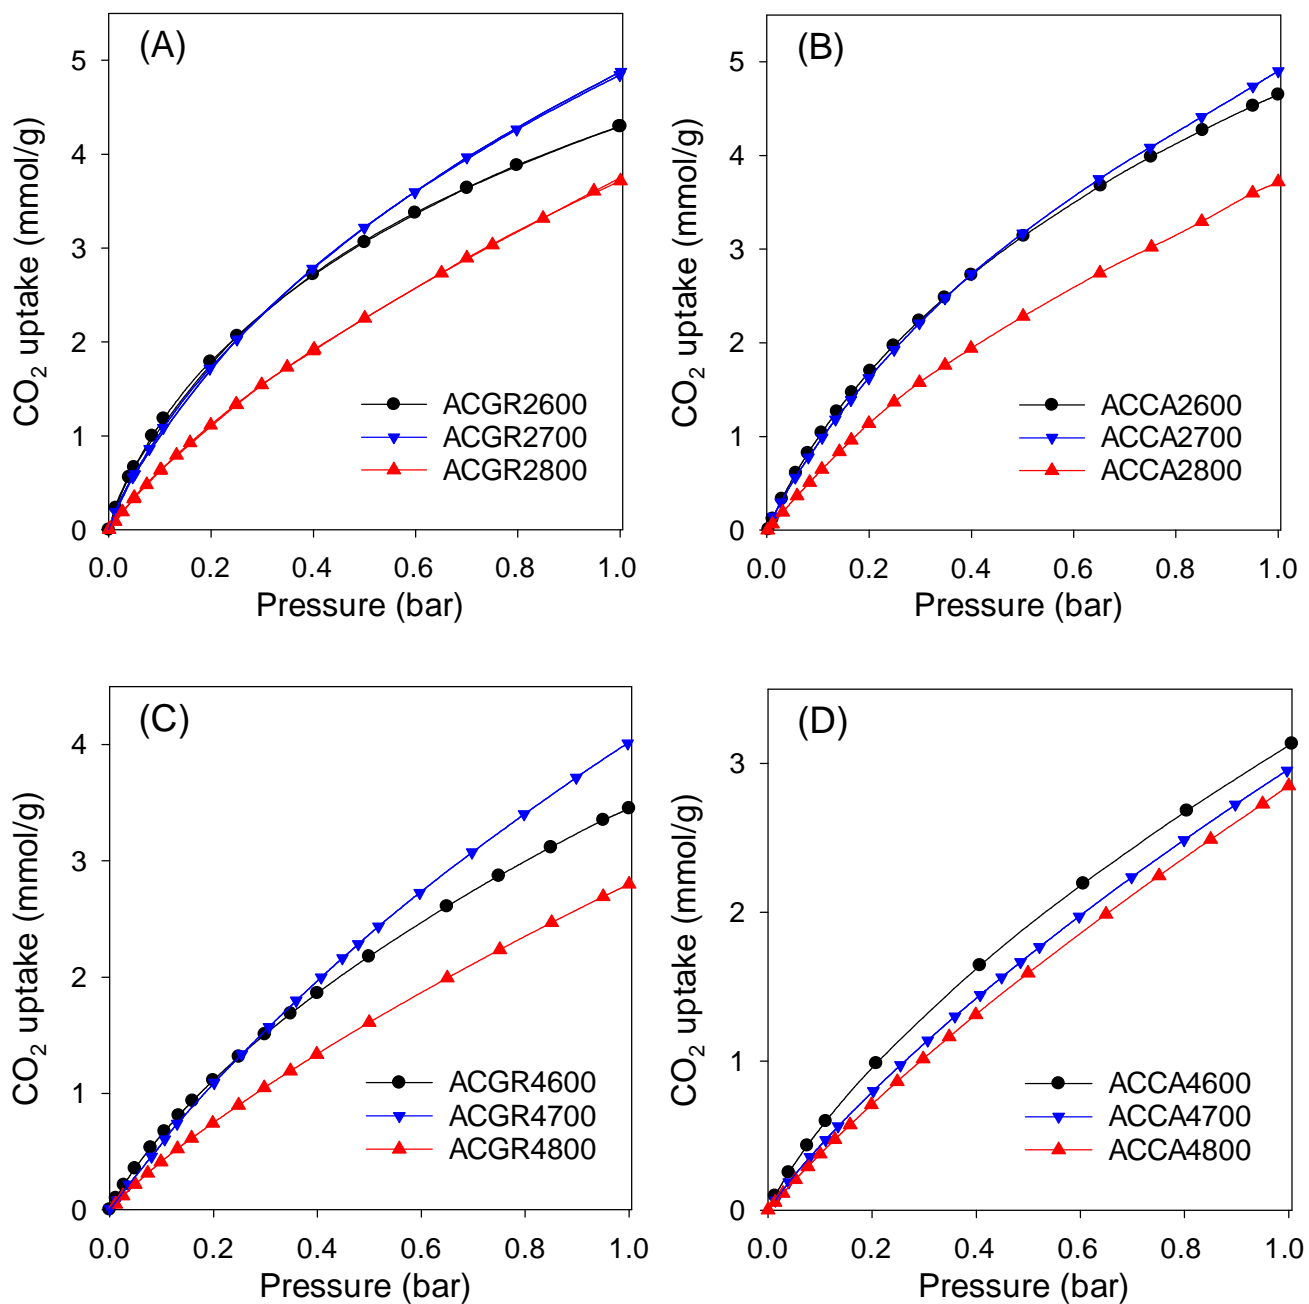 (A)
CO₂ uptake (mmol/g)
5
4
3
2
1
0
ACGR2600
ACGR2700
ACGR2800
0.0 0.2 0.4 0.6 0.8 1.0
Pressure (bar)
(B)
CO₂ uptake (mmol/g)
5
4
3
2
1
0
ACCA2600
ACCA2700
ACCA2800
0.0 0.2 0.4 0.6 0.8 1.0
Pressure (bar)
(C)
CO₂ uptake (mmol/g)
4
3
2
1
0
ACGR4600
ACGR4700
ACGR4800
0.0 0.2 0.4 0.6 0.8 1.0
Pressure (bar)
(D)
CO₂ uptake (mmol/g)
3
2
1
0
ACCA4600
ACCA4700
ACCA4800
0.0 0.2 0.4 0.6 0.8 1.0
Pressure (bar)